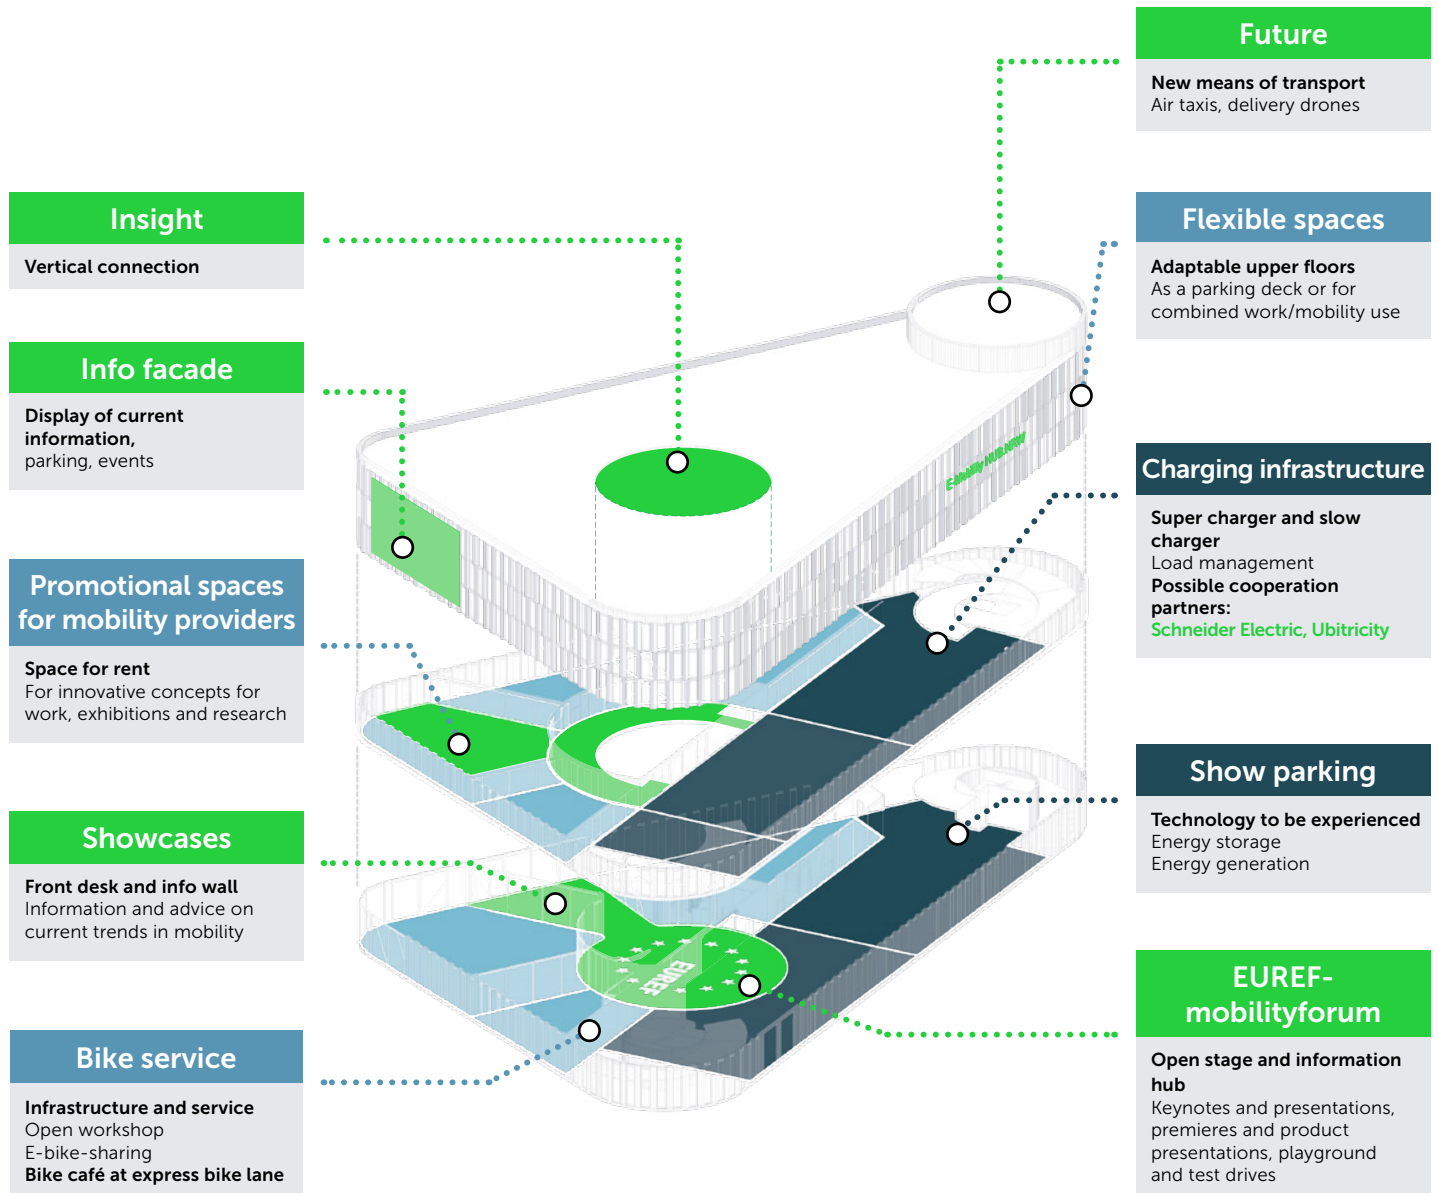 Future
New means of transport
Air taxis, delivery drones
Insight
Vertical connection
Flexible spaces
Adaptable upper floors
As a parking deck or for
combined work/mobility use
Info facade
Display of current
information,
parking, events
E-Mobility HUB.NRW
Charging infrastructure
Super charger and slow
charger
Load management
Possible cooperation
partners:
Schneider Electric, Ubitricity
Promotional spaces
for mobility providers
Space for rent
For innovative concepts for
work, exhibitions and research
Show parking
Technology to be experienced
Energy storage
Energy generation
Showcases
Front desk and info wall
Information and advice on
current trends in mobility
EUREF
EUREF-
mobilityforum
Open stage and information
hub
Keynotes and presentations,
premieres and product
presentations, playground
and test drives
Bike service
Infrastructure and service
Open workshop
E-bike-sharing
Bike café at express bike lane